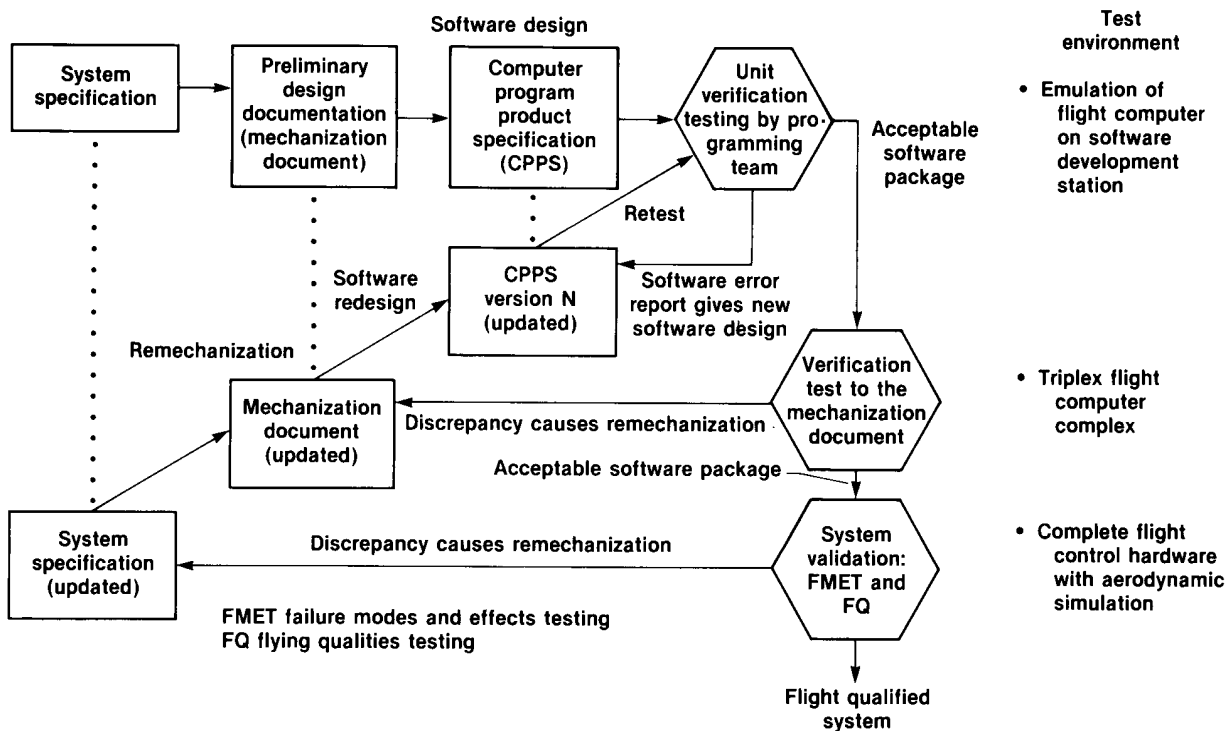 Software design
Test
environment
System
specification
Preliminary
design
documentation
(mechanization
document)
Computer
program
product
specification
(CPPS)
Unit
verification
testing by pro-
gramming
team
Acceptable
software
package
• Emulation of
flight computer
on software
development
station
Retest
Software
redesign
CPPS
version N
(updated)
Software error
report gives new
software design
Remechanization
Mechanization
document
(updated)
Discrepancy causes remechanization
Verification
test to the
mechanization
document
• Triplex flight
computer
complex
Acceptable software package
System
specification
(updated)
Discrepancy causes remechanization
System
validation:
FMET and
FQ
• Complete flight
control hardware
with aerodynamic
simulation
FMET failure modes and effects testing
FQ flying qualities testing
Flight qualified
system